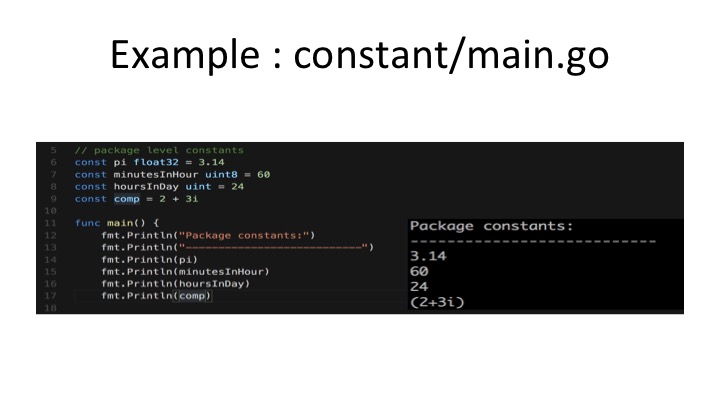 Example : constant/main.go
5 // package level constants
6 const pi float32 = 3.14
7 const minutesInHour uint8 = 60
8 const hoursInDay uint = 24
9 const comp = 2 + 3i
10
11 func main() {
12 fmt.Println("Package constants:")
13 fmt.Println("---------------------------")
14 fmt.Println(pi)
15 fmt.Println(minutesInHour)
16 fmt.Println(hoursInDay)
17 fmt.Println(comp)
18
Package constants:
---------------------------
3.14
60
24
(2+3i)